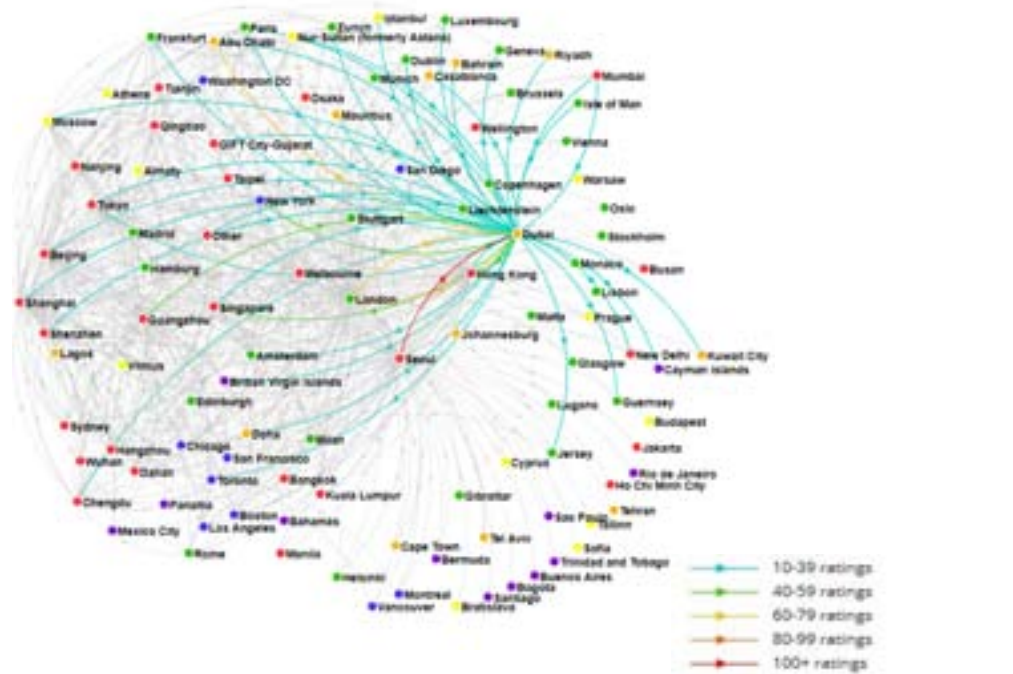 Istanbul
Luxembourg
Paris
Zurich
Frankfurt
Abu Dhabi
Nur-Sultan (formerly Astana)
Geneva
Riyadh
Dublin
Bahrain
Munich
Casablanca
Mumbai
Washington DC
Tianjin
Athens
Osaka
Brussels
Isle of Man
Mauritius
Moscow
Qingdao
Wellington
GIFT City-Gujarat
Vienna
Nanjing
Almaty
San Diego
Taipei
Copenhagen
Warsaw
New York
Tokyo
Liechtenstein
Oslo
Stuttgart
Madrid
Other
Dubai
Stockholm
Beijing
Hamburg
Melbourne
Hong Kong
Monaco
Busan
Lisbon
Shanghai
London
Singapore
Guangzhou
Malta
Prague
Shenzhen
Johannesburg
Lagos
Amsterdam
Seoul
New Delhi
Kuwait City
Vilnius
Glasgow
Cayman Islands
British Virgin Islands
Edinburgh
Lugano
Guernsey
Sydney
Doha
Milan
Budapest
Hangzhou
Chicago
Jakarta
Wuhan
San Francisco
Jersey
Dalian
Cyprus
Toronto
Bangkok
Rio de Janeiro
Ho Chi Minh City
Kuala Lumpur
Gibraltar
Chengdu
Panama
Boston
Bahamas
Sao Paulo
Tehran
Tallinn
Mexico City
Los Angeles
Tel Aviv
Cape Town
Sofia
Rome
Manila
Bermuda
Trinidad and Tobago
Helsinki
Buenos Aires
Bogota
Montreal
Santiago
Vancouver
Bratislava
10-39 ratings
40-59 ratings
60-79 ratings
80-99 ratings
100+ ratings